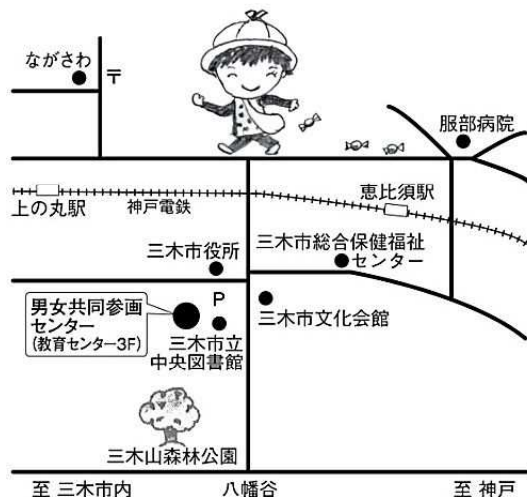 ながさわ
〒
服部病院
上の丸駅
神戸電鉄
恵比須駅
三木市役所
三木市総合保健福祉
センター
男女共同参画
センター
(教育センター3F)
P
三木市文化会館
三木市立
中央図書館
三木山森林公園
至 三木市内
八幡谷
至 神戸